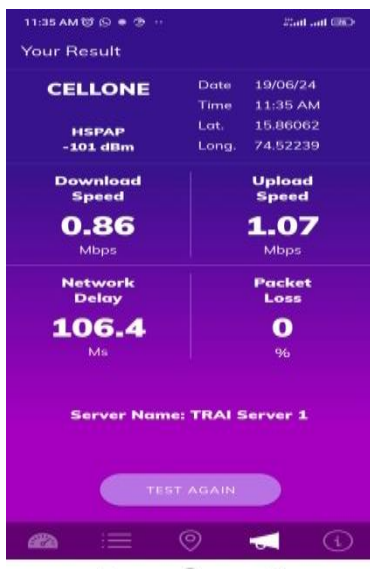 11:35 AM
Your Result
CELLONE
HSPAP
-101 dBm
Date 19/06/24
Time 11:35 AM
Lat. 15.86062
Long. 74.52239
Download
Speed
0.86
Mbps
Upload
Speed
1.07
Mbps
Network
Delay
106.4
Ms
Packet
Loss
0
%
Server Name: TRAI Server 1
TEST AGAIN